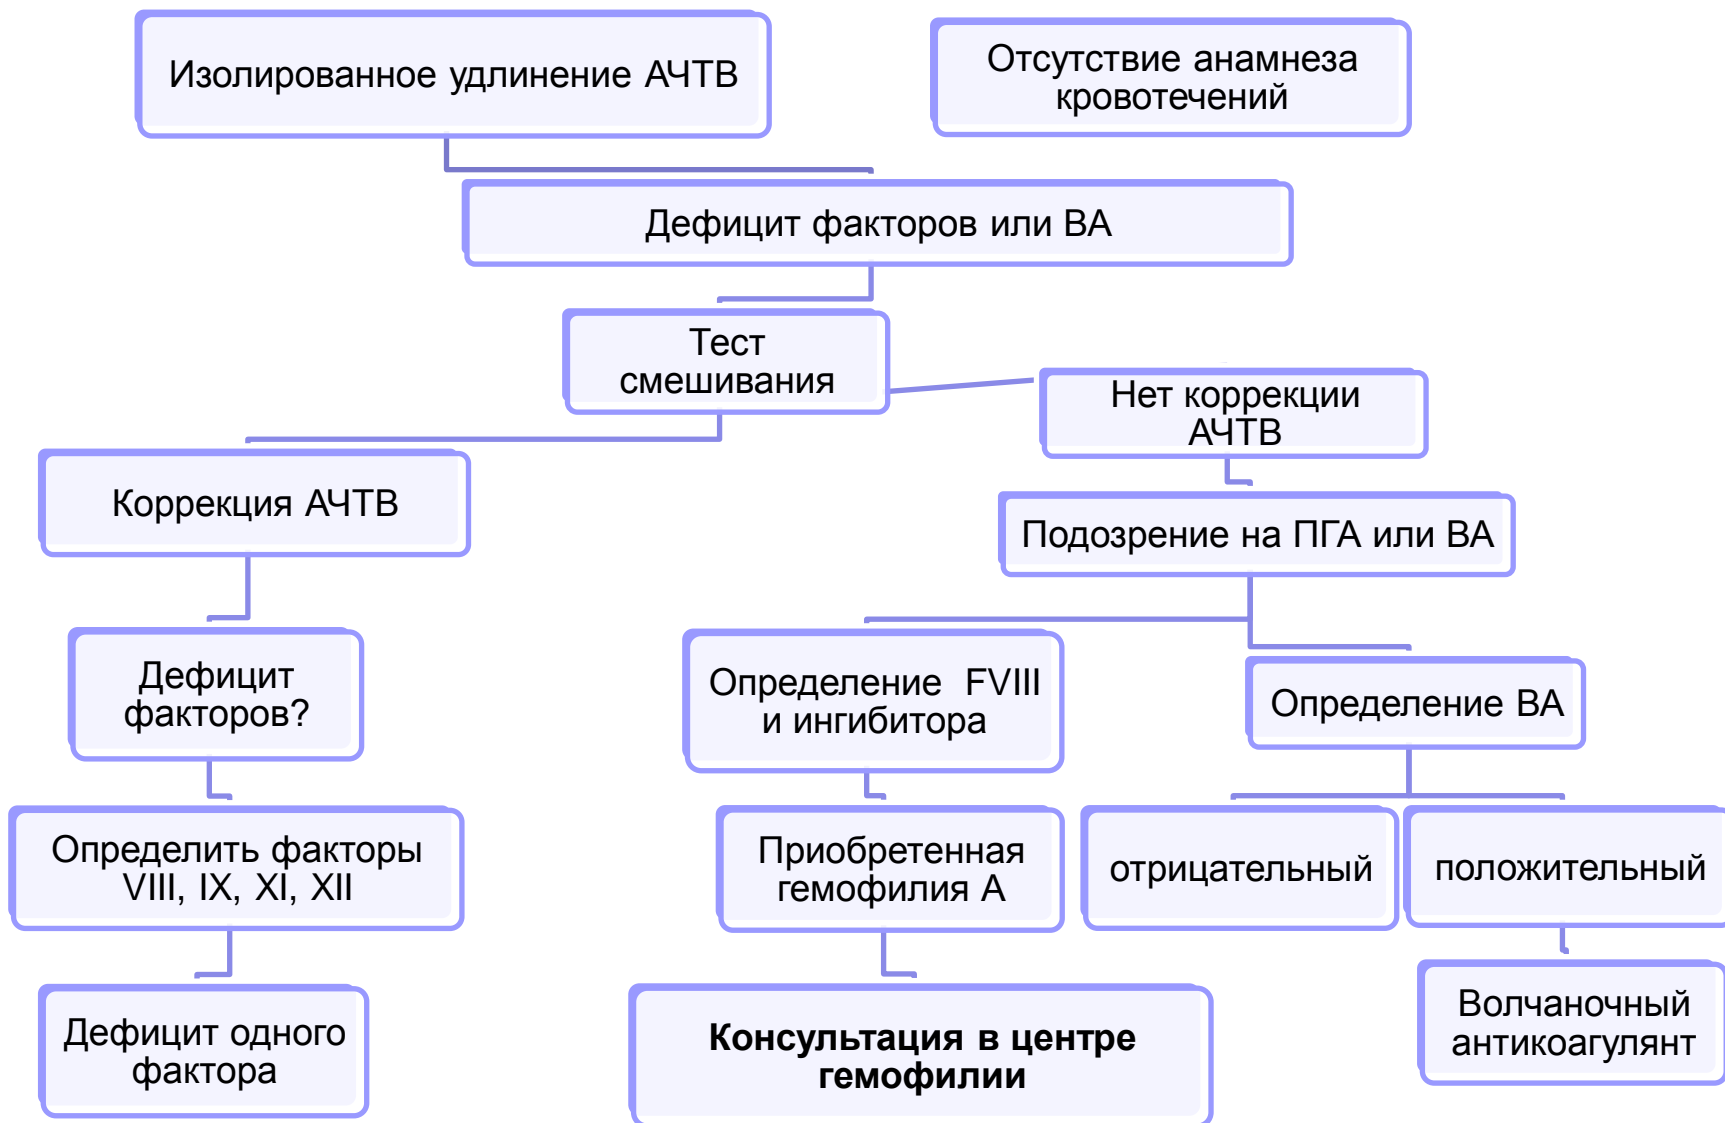 Изолированное удлинение АЧТВ
Отсутствие анамнеза
кровотечений
Дефицит факторов или ВА
Тест
смешивания
Нет коррекции
АЧТВ
Коррекция АЧТВ
Подозрение на ПГА или ВА
Дефицит
факторов?
Определение FVIII
и ингибитора
Определение ВА
Определить факторы
VIII, IX, XI, XII
Приобретенная
гемофилия А
отрицательный
положительный
Дефицит одного
фактора
Консультация в центре
гемофилии
Волчаночный
антикоагулянт